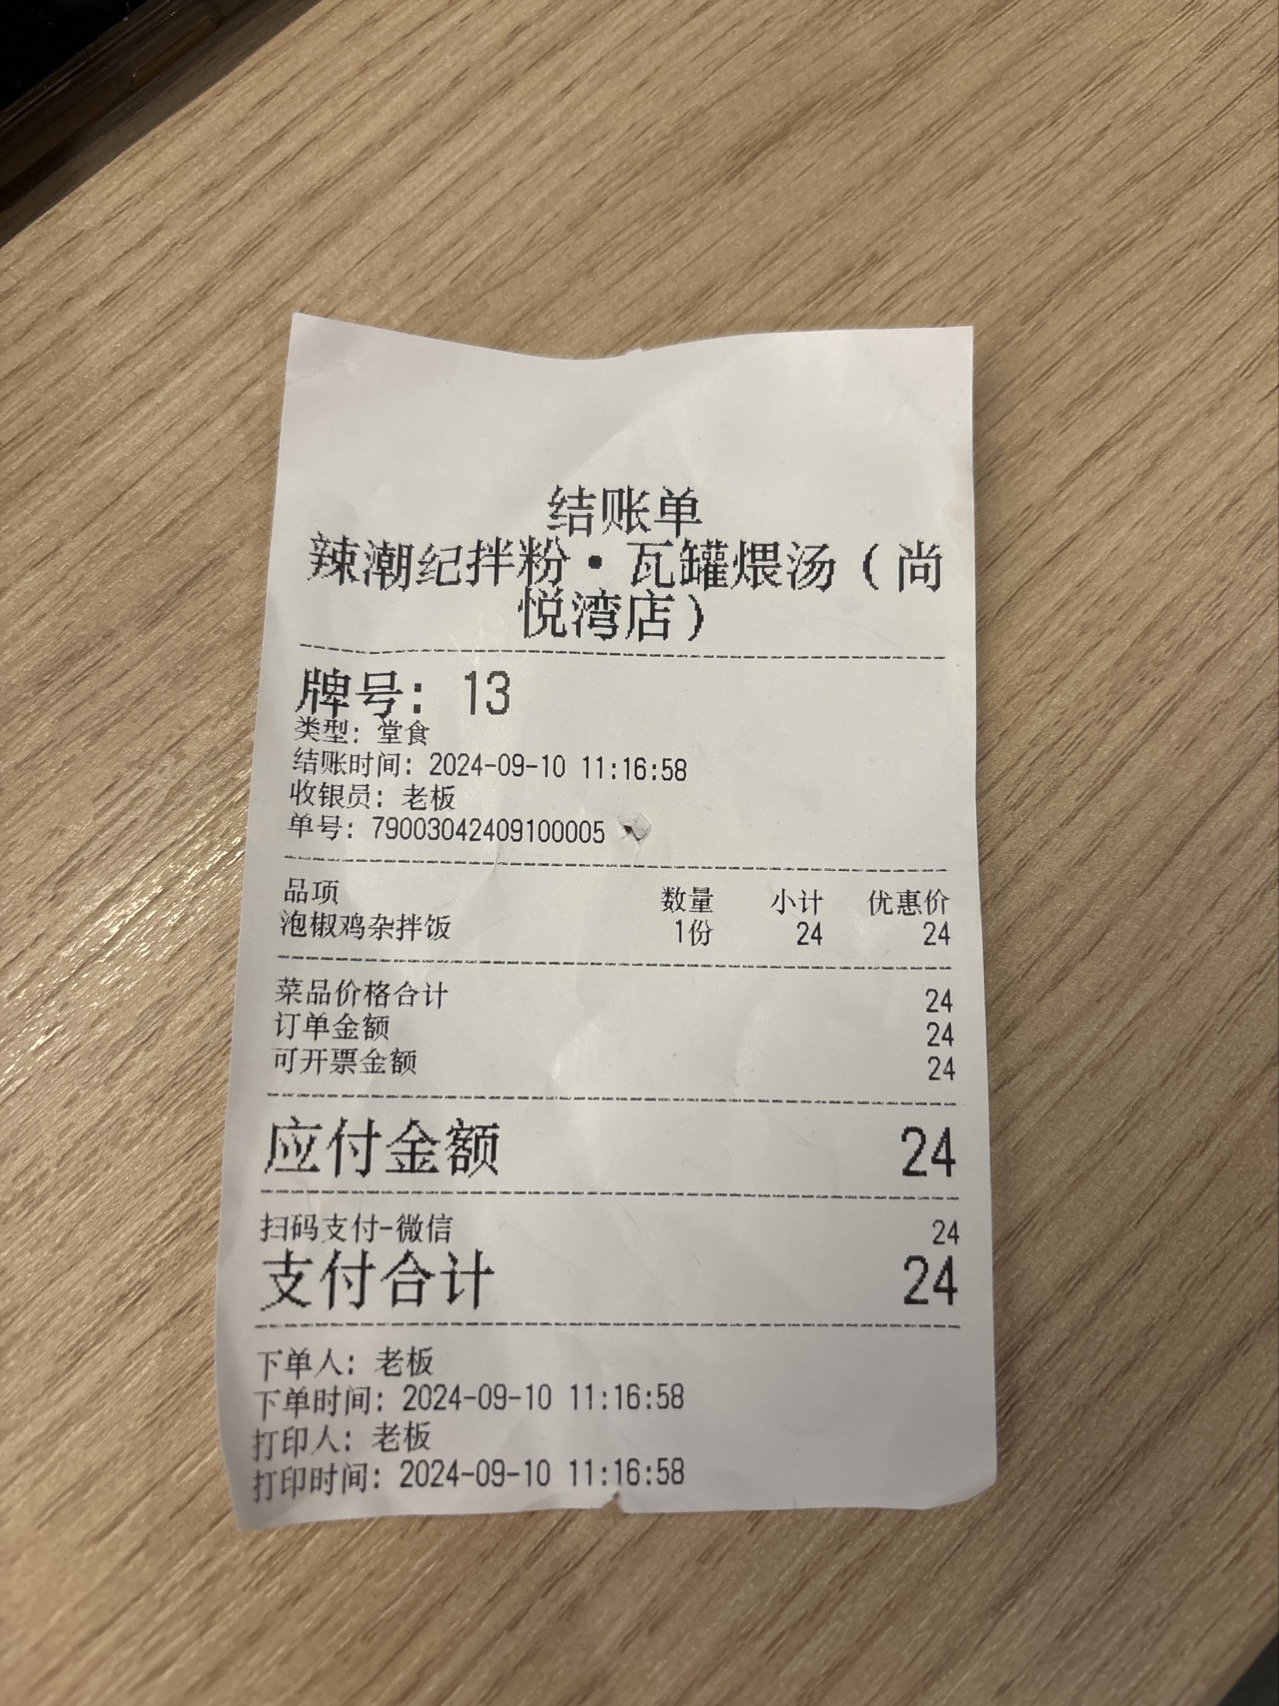 结账单
辣潮纪拌粉·瓦罐煨汤（尚
悦湾店）
牌号: 13
类型: 堂食
结账时间: 2024-09-10 11:16:58
收银员: 老板
单号: 79003042409100005
品项 数量 小计 优惠价
泡椒鸡杂拌饭 1份 24 24
菜品价格合计 24
订单金额 24
可开票金额 24
应付金额 24
扫码支付-微信 24
支付合计 24
下单人: 老板
下单时间: 2024-09-10 11:16:58
打印人: 老板
打印时间: 2024-09-10 11:16:58